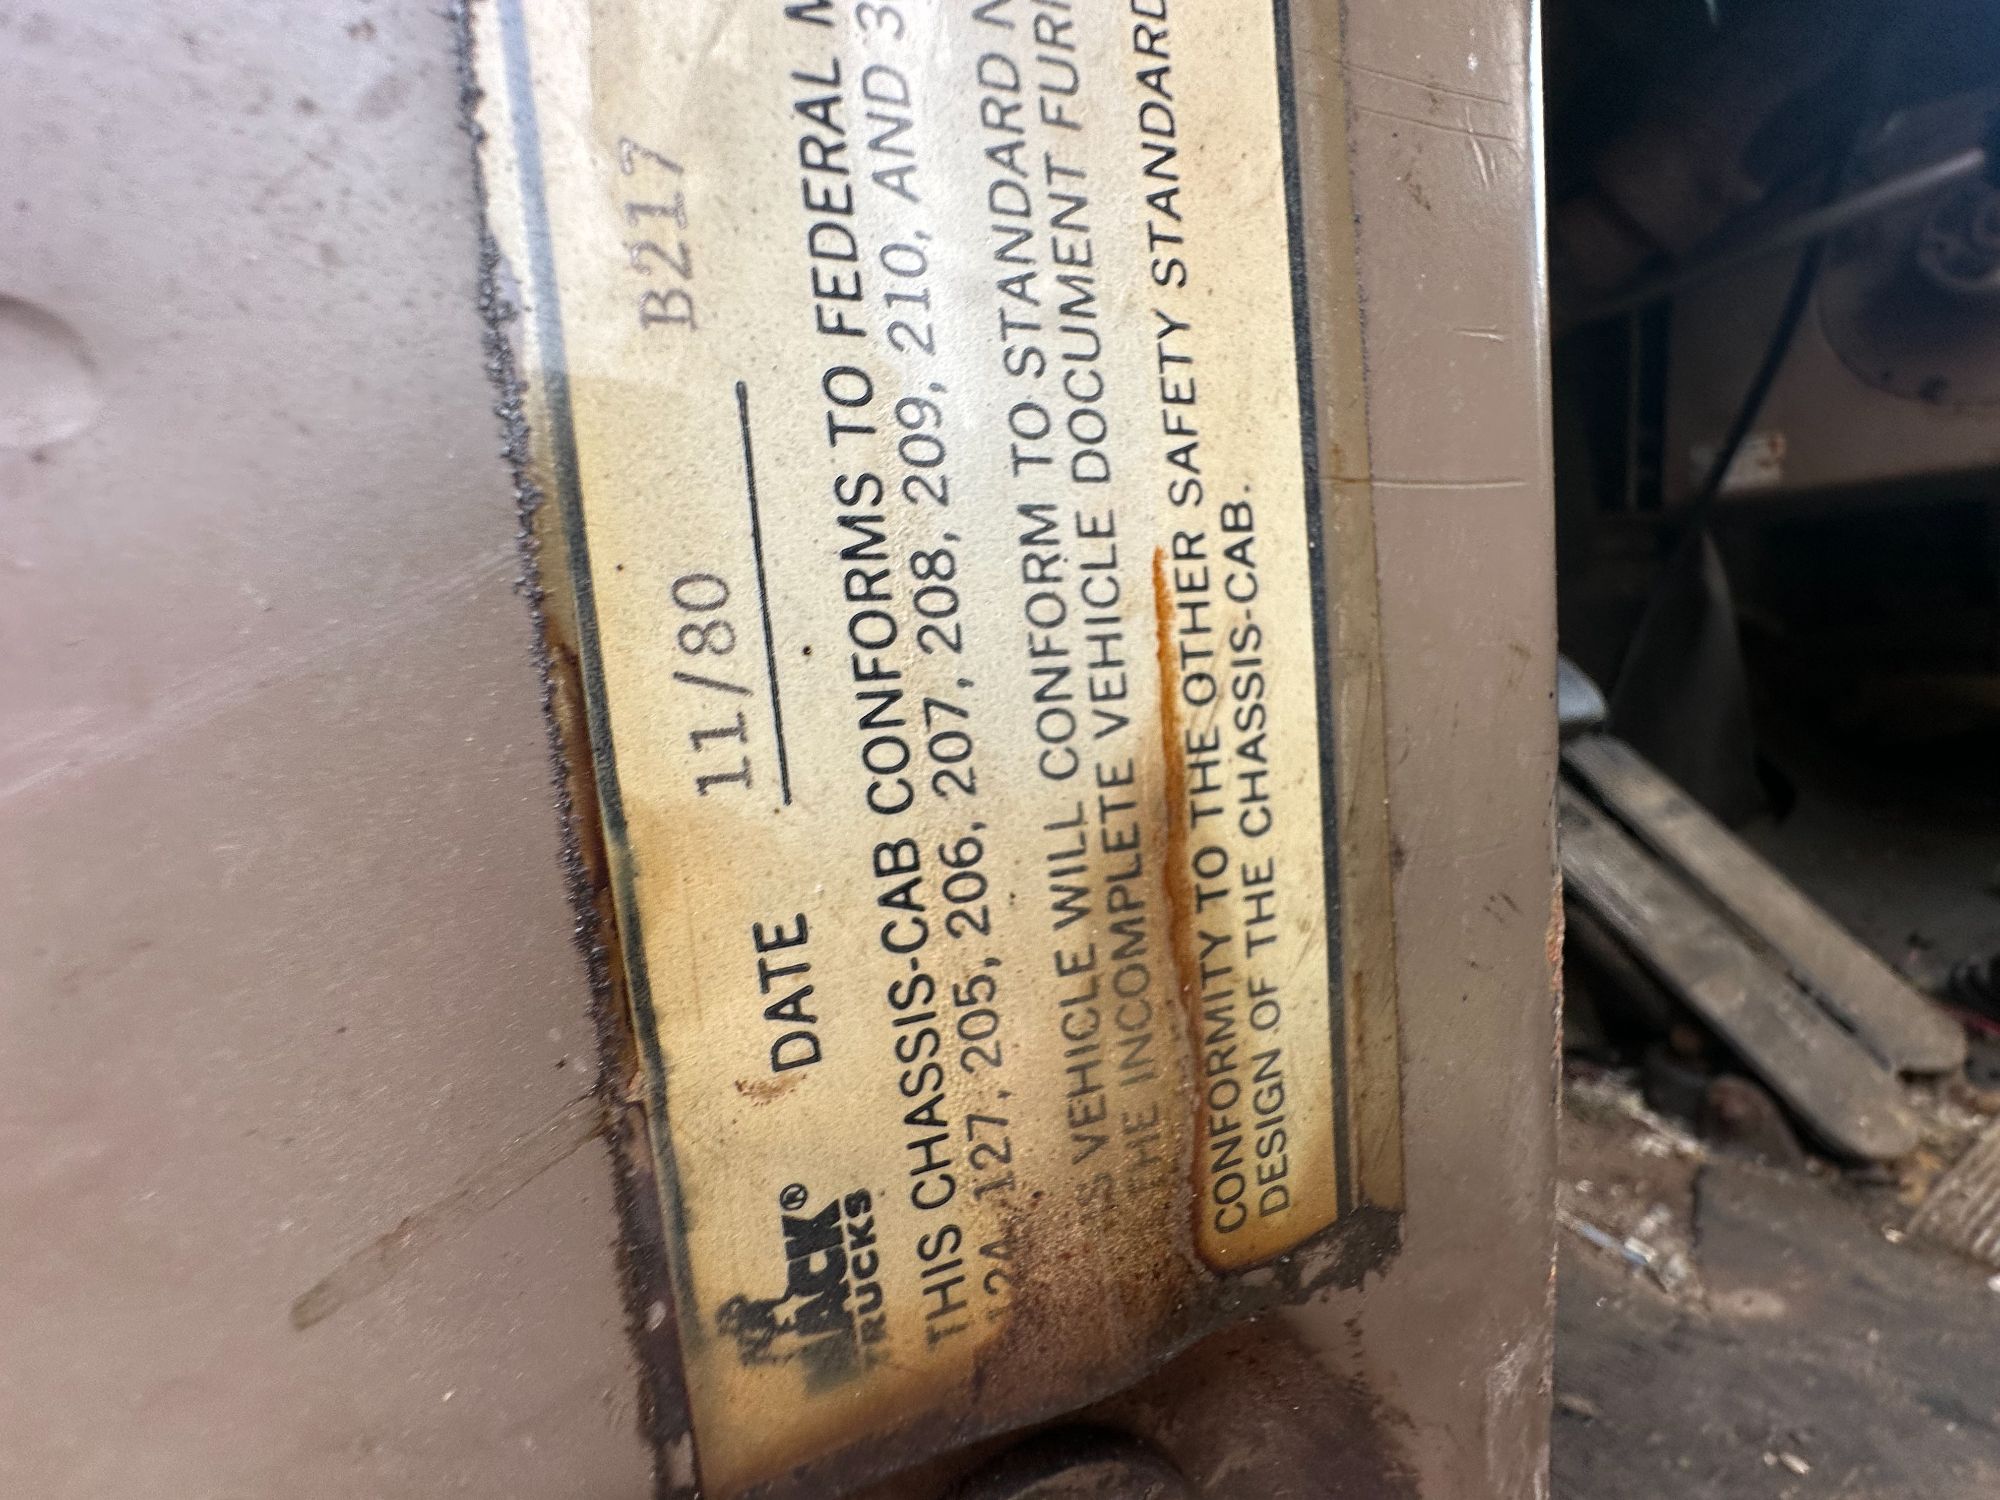 MACK®
TRUCKS
DATE 11/80 B217
THIS CHASSIS-CAB CONFORMS TO FEDERAL
124, 127, 205, 206, 207, 208, 209, 210, AND
VEHICLE WILL CONFORM TO STANDARD
THE INCOMPLETE VEHICLE DOCUMENT
CONFORMITY TO THE OTHER SAFETY STANDARD
DESIGN OF THE CHASSIS-CAB.